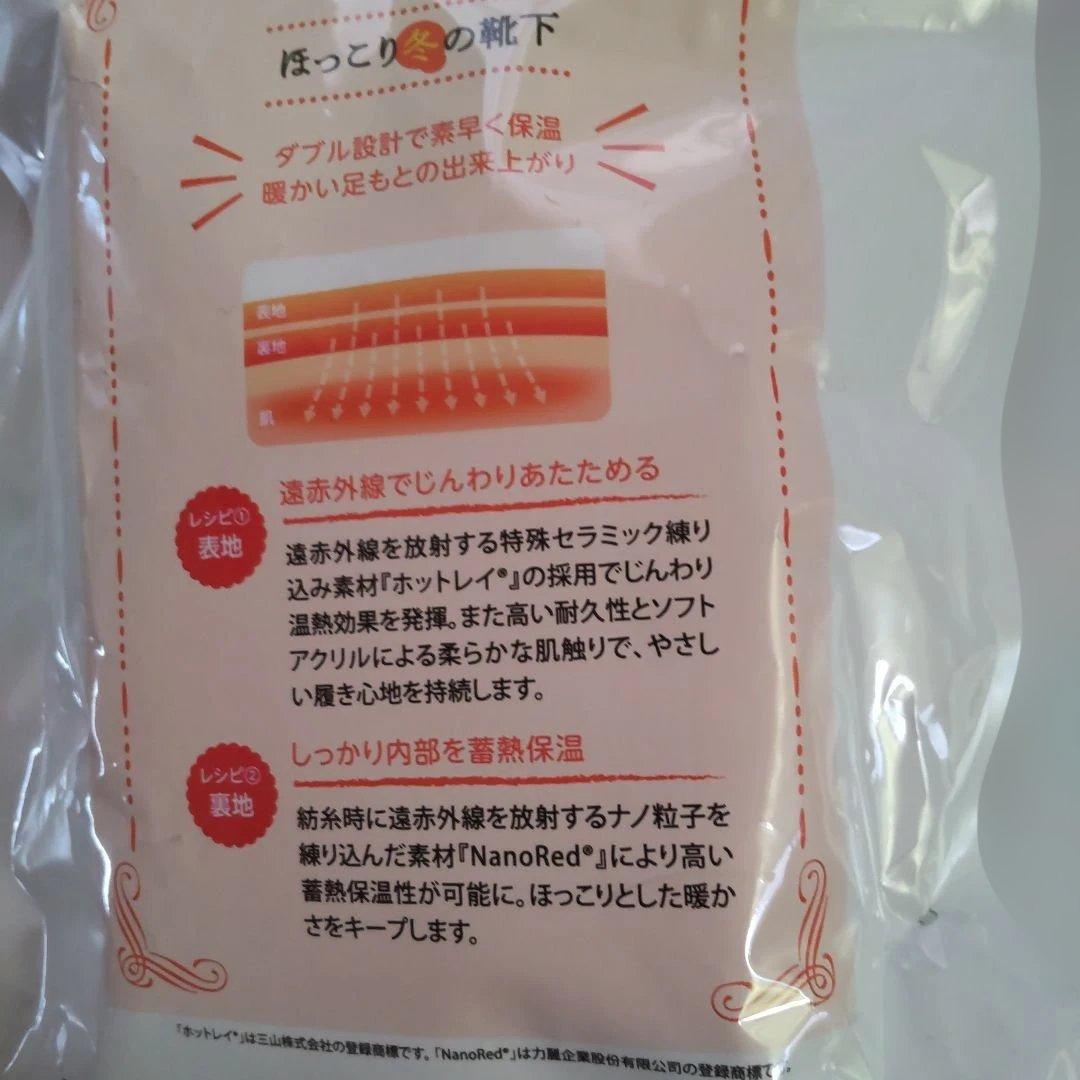 ほっこり冬の靴下
ダブル設計で素早く保温
暖かい足もとの出来上がり
表地
裏地
肌
レシピ①
表地
遠赤外線でじんわりあたためる
遠赤外線を放射する特殊セラミック練り
込み素材『ホットレイ®』の採用でじんわり
温熱効果を発揮。また高い耐久性とソフト
アクリルによる柔らかな肌触りで、やさし
い履き心地を持続します。
レシピ②
裏地
しっかり内部を蓄熱保温
紡糸時に遠赤外線を放射するナノ粒子を
練り込んだ素材『NanoRed®』により高い
蓄熱保温性が可能に。ほっこりとした暖か
さをキープします。
「ホットレイ®」は三山株式会社の登録商標です。「NanoRed®」は力麗企業股份有限公司の登録商標です。